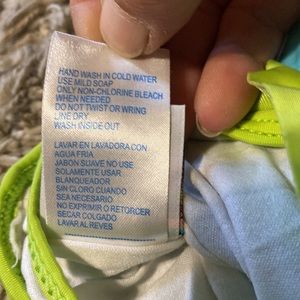 HAND WASH IN COLD WATER
USE MILD SOAP
ONLY NON-CHLORINE BLEACH
WHEN NEEDED
DO NOT TWIST OR WRING
LINE DRY
WASH INSIDE OUT
LAVAR EN LAVADORA CON
AGUA FRIA
JABON SUAVE NO USE
SOLAMENTE USAR
BLANQUEADOR
SIN CLORO CUANDO
SEA NECESARIO
NO EXPRIMIR O RETORCER
SECAR COLGADO
LAVAR AL REVES